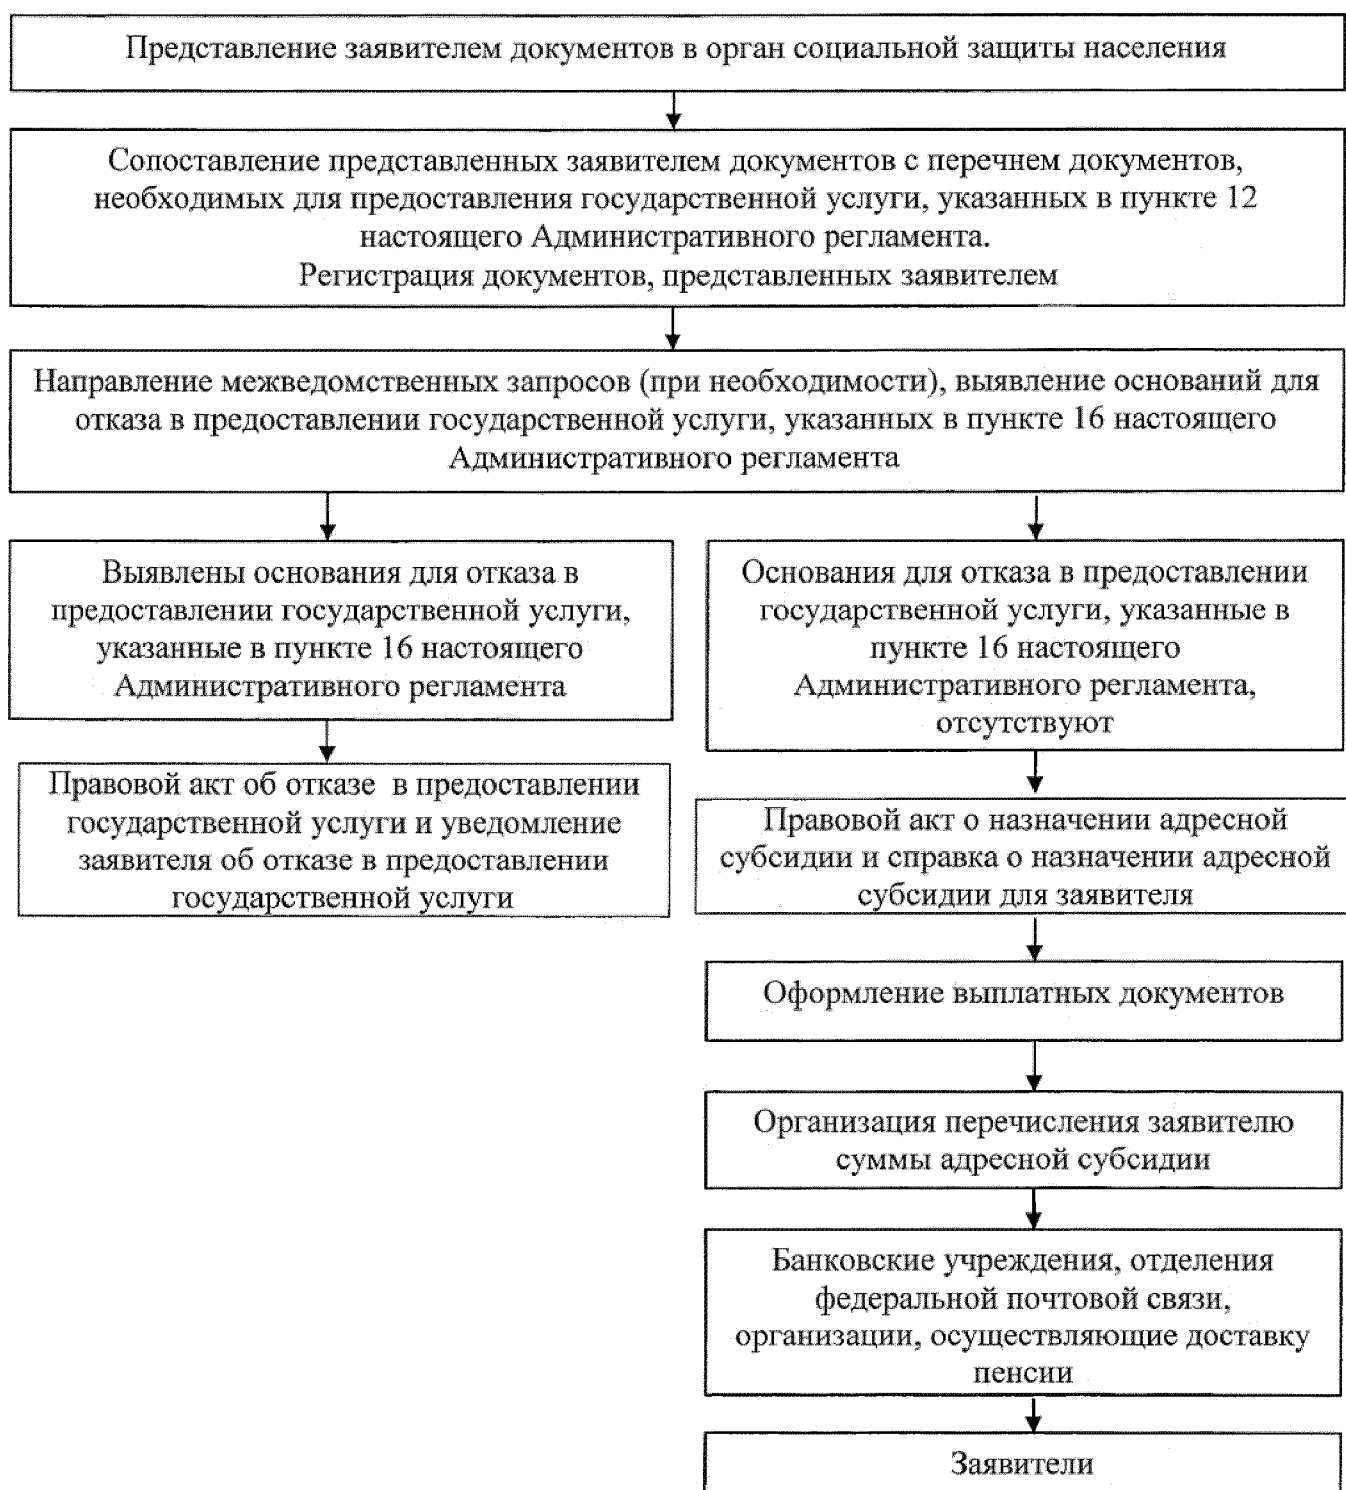 Представление заявителем документов в орган социальной защиты населения
Сопоставление представленных заявителем документов с перечнем документов,
необходимых для предоставления государственной услуги, указанных в пункте 12
настоящего Административного регламента.
Регистрация документов, представленных заявителем
Направление межведомственных запросов (при необходимости), выявление оснований для
отказа в предоставлении государственной услуги, указанных в пункте 16 настоящего
Административного регламента
Выявлены основания для отказа в
предоставлении государственной услуги,
указанные в пункте 16 настоящего
Административного регламента
Правовой акт об отказе в предоставлении
государственной услуги и уведомление
заявителя об отказе в предоставлении
государственной услуги
Основания для отказа в предоставлении
государственной услуги, указанные в
пункте 16 настоящего
Административного регламента,
отсутствуют
Правовой акт о назначении адресной
субсидии и справка о назначении адресной
субсидии для заявителя
Оформление выплатных документов
Организация перечисления заявителю
суммы адресной субсидии
Банковские учреждения, отделения
федеральной почтовой связи,
организации, осуществляющие доставку
пенсии
Заявители